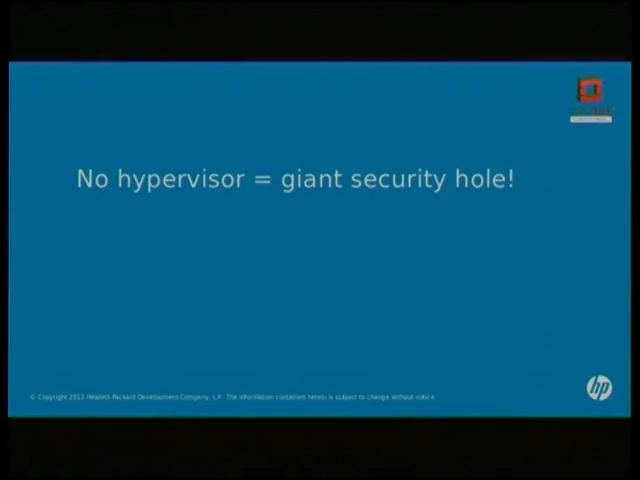 No hypervisor = giant security hole!
© Copyright 2013 Hewlett-Packard Development Company, L.P. The information contained herein is subject to change without notice.
hp